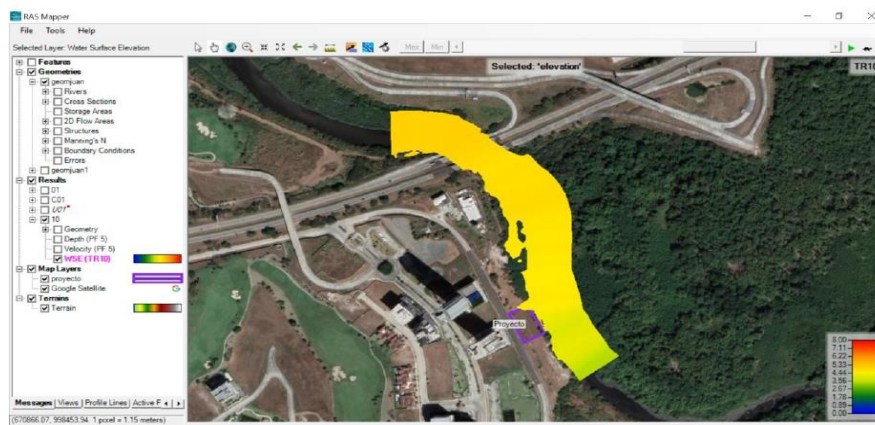 RAS Mapper
File Tools Help
Selected Layer: Water Surface Elevation
Max Min
Features
Geometries
geomjuan
Rivers
Cross Sections
Storage Areas
2D Flow Areas
Structures
Manning's N
Boundary Conditions
Errors
geomjuan1
Results
01
C01
U01*
10
Geometry
Depth (PF 5)
Velocity (PF 5)
WSE (TR10)
Map Layers
proyecto
Google Satellite
Terrains
Terrain
Messages Views Profile Lines Active F
(670866.07, 998453.94 1 pixel = 1.15 meters)
Selected: 'elevation'
TR10
Proyecto
8.00
7.11
6.22
5.33
4.44
3.56
2.67
1.78
0.89
0.00